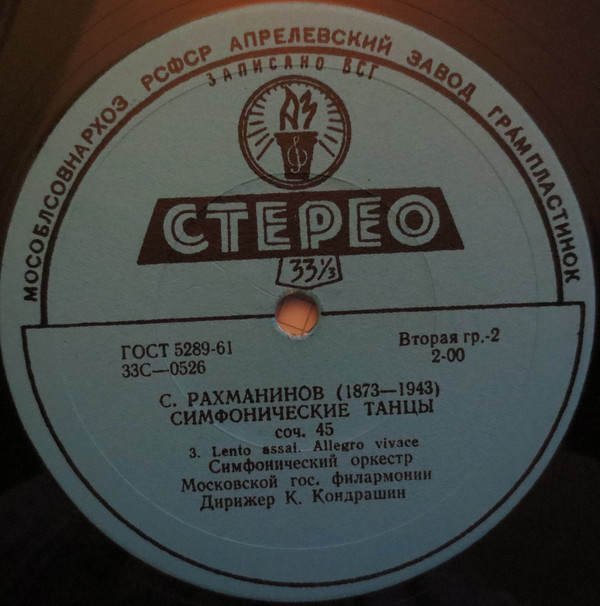 МОСОБЛСОВНАРХОЗ РСФСР АПРЕЛЕВСКИЙ ЗАВОД ГРАМПЛАСТИНОК
ЗАПИСАНО ВСГ
АЗ
СТЕРЕО
33⅓
ГОСТ 5289-61
33С—0526
Вторая гр.-2
2-00
С. РАХМАНИНОВ (1873—1943)
СИМФОНИЧЕСКИЕ ТАНЦЫ
соч. 45
3. Lento assai. Allegro vivace
Симфонический оркестр
Московской гос. филармонии
Дирижер К. Кондрашин